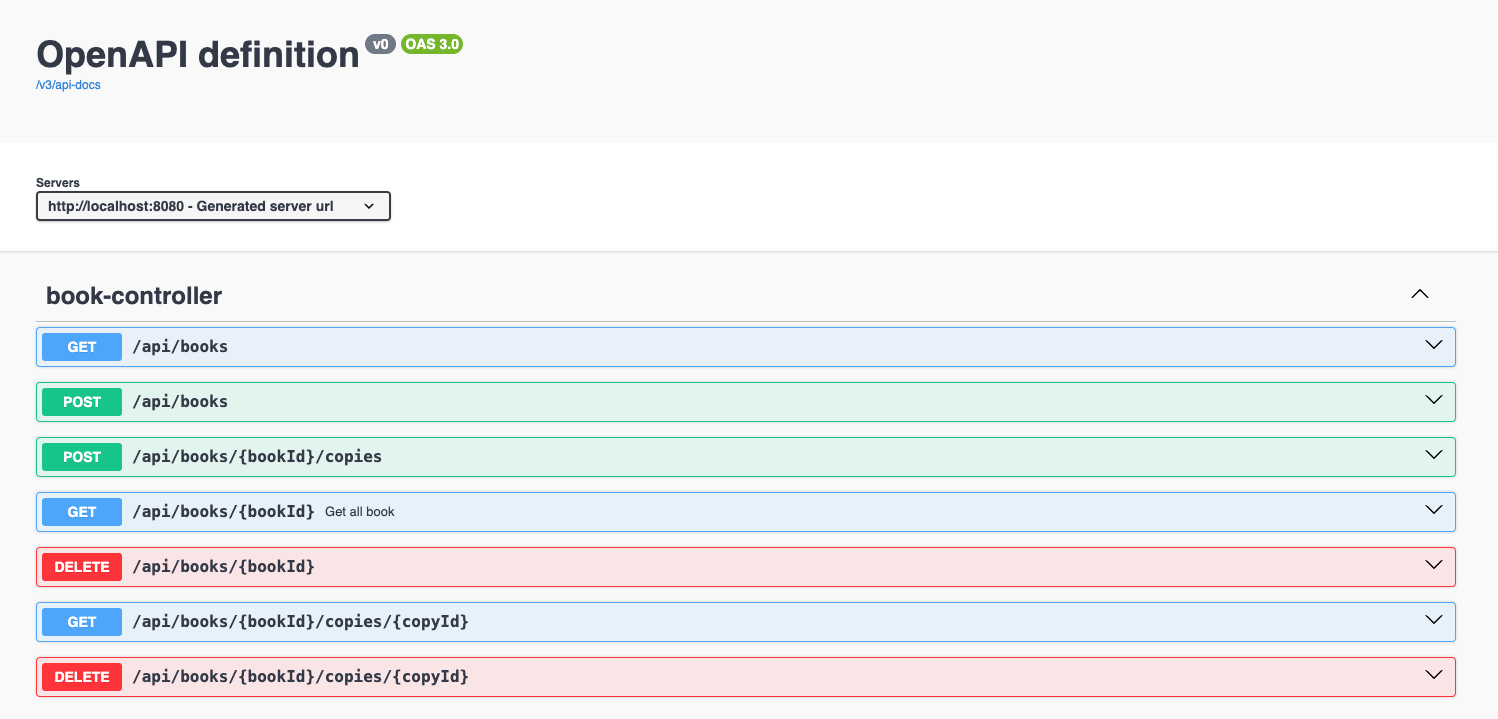 OpenAPI definition v0 OAS 3.0
/v3/api-docs
Servers
http://localhost:8080 - Generated server url
book-controller
GET /api/books
POST /api/books
POST /api/books/{bookId}/copies
GET /api/books/{bookId} Get all book
DELETE /api/books/{bookId}
GET /api/books/{bookId}/copies/{copyId}
DELETE /api/books/{bookId}/copies/{copyId}